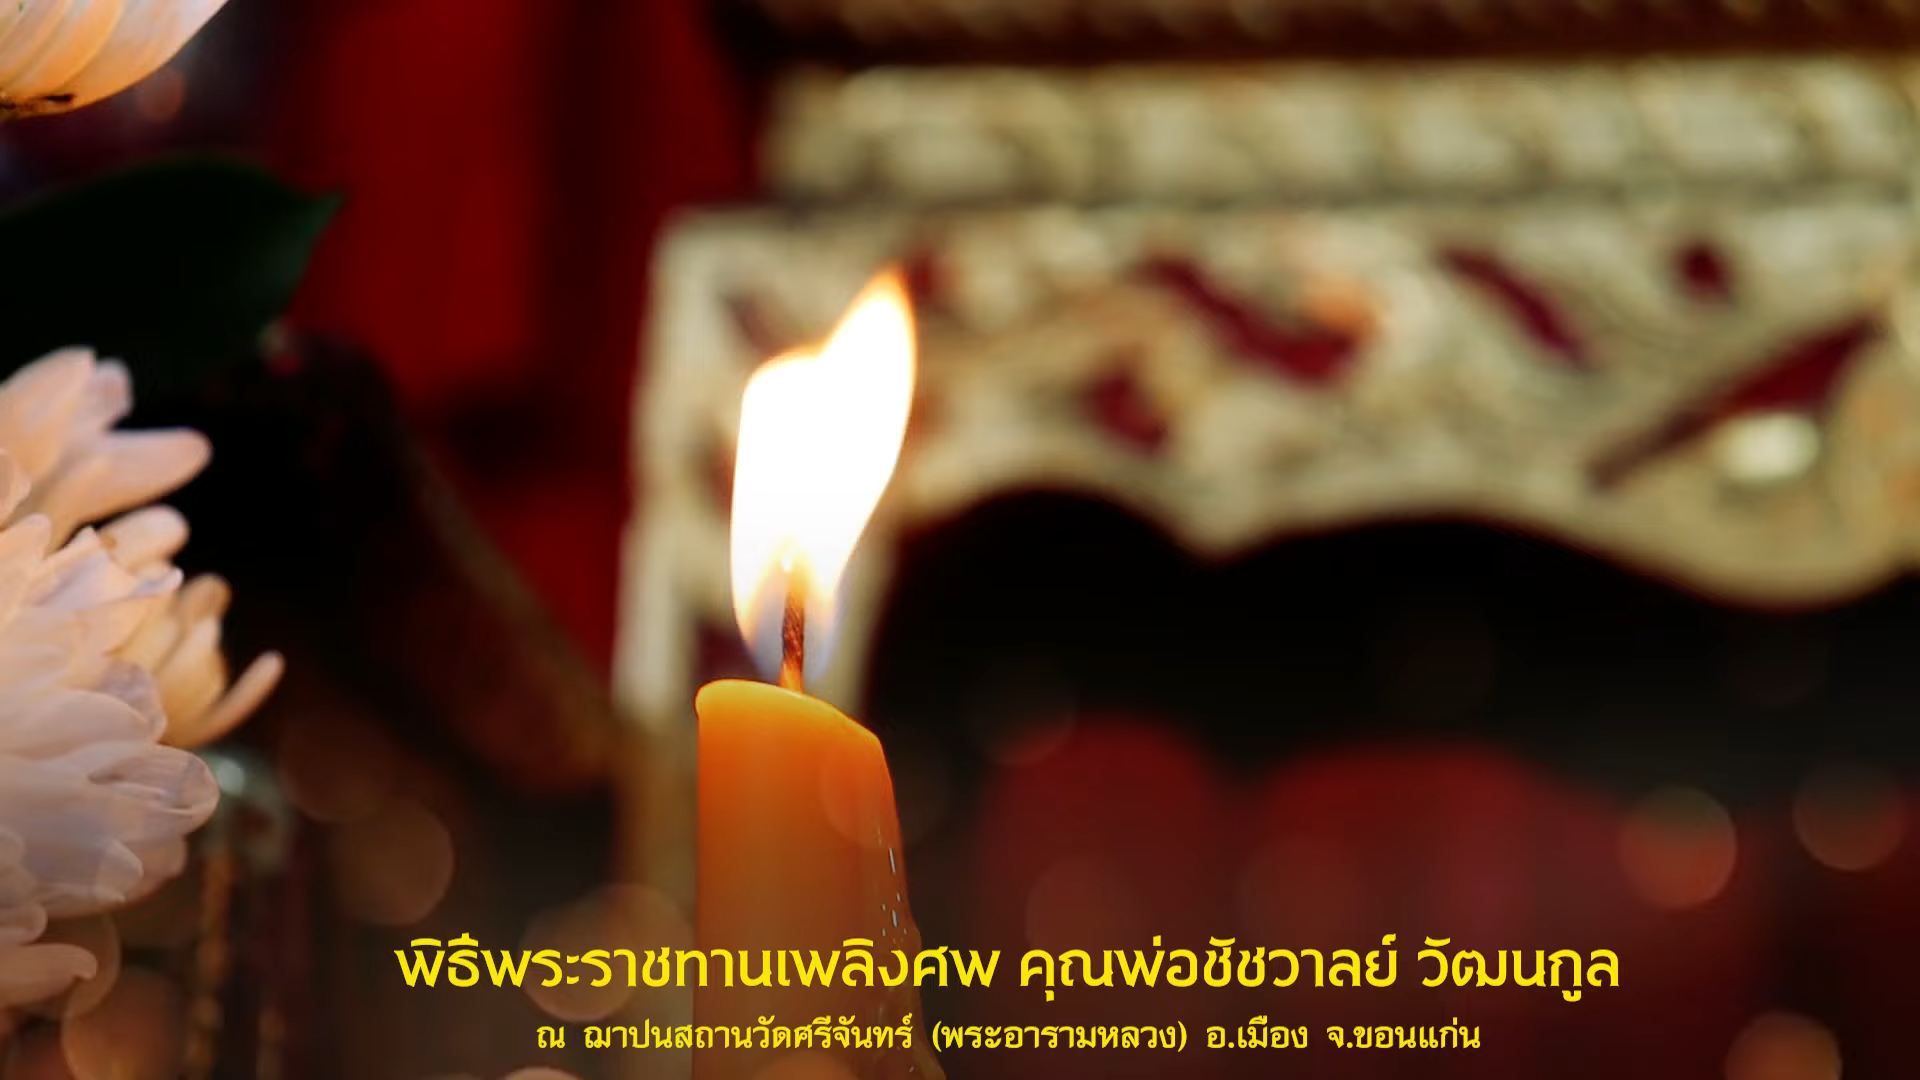 พิธีพระราชทานเพลิงศพ คุณพ่อชัชวาลย์ วัฒนกูล
ณ ฌาปนสถานวัดศรีจันทร์ (พระอารามหลวง) อ.เมือง จ.ขอนแก่น